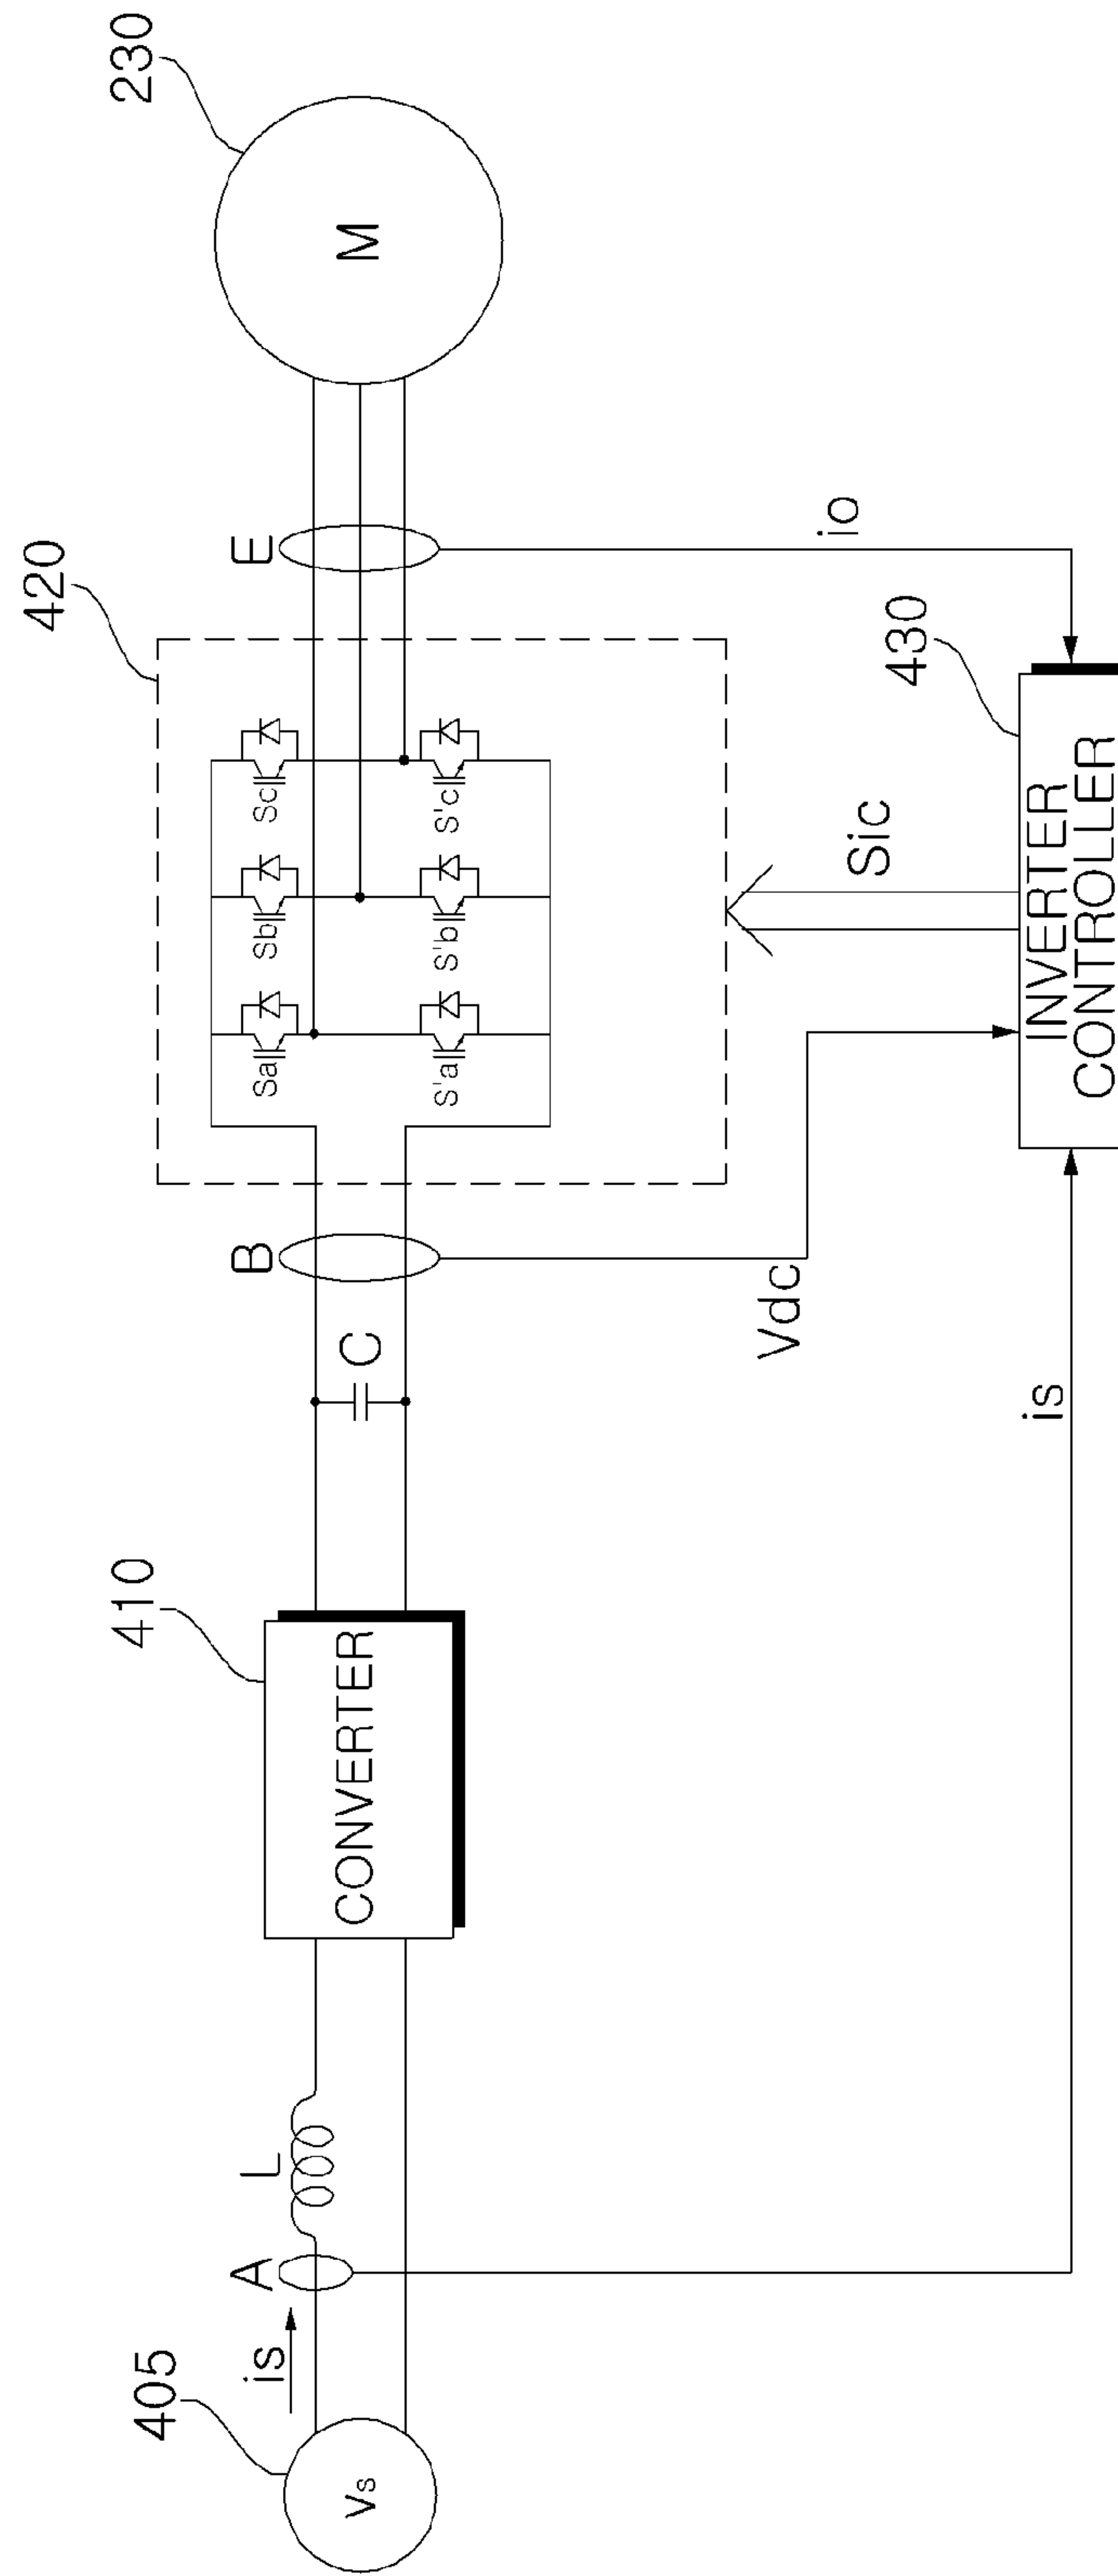 420
230
410
405
E
B
A
L
C
is
Vs
CONVERTER
Sa
Sb
Sc
S'a
S'b
S'c
M
Vdc
Sic
io
430
is
INVERTER
CONTROLLER